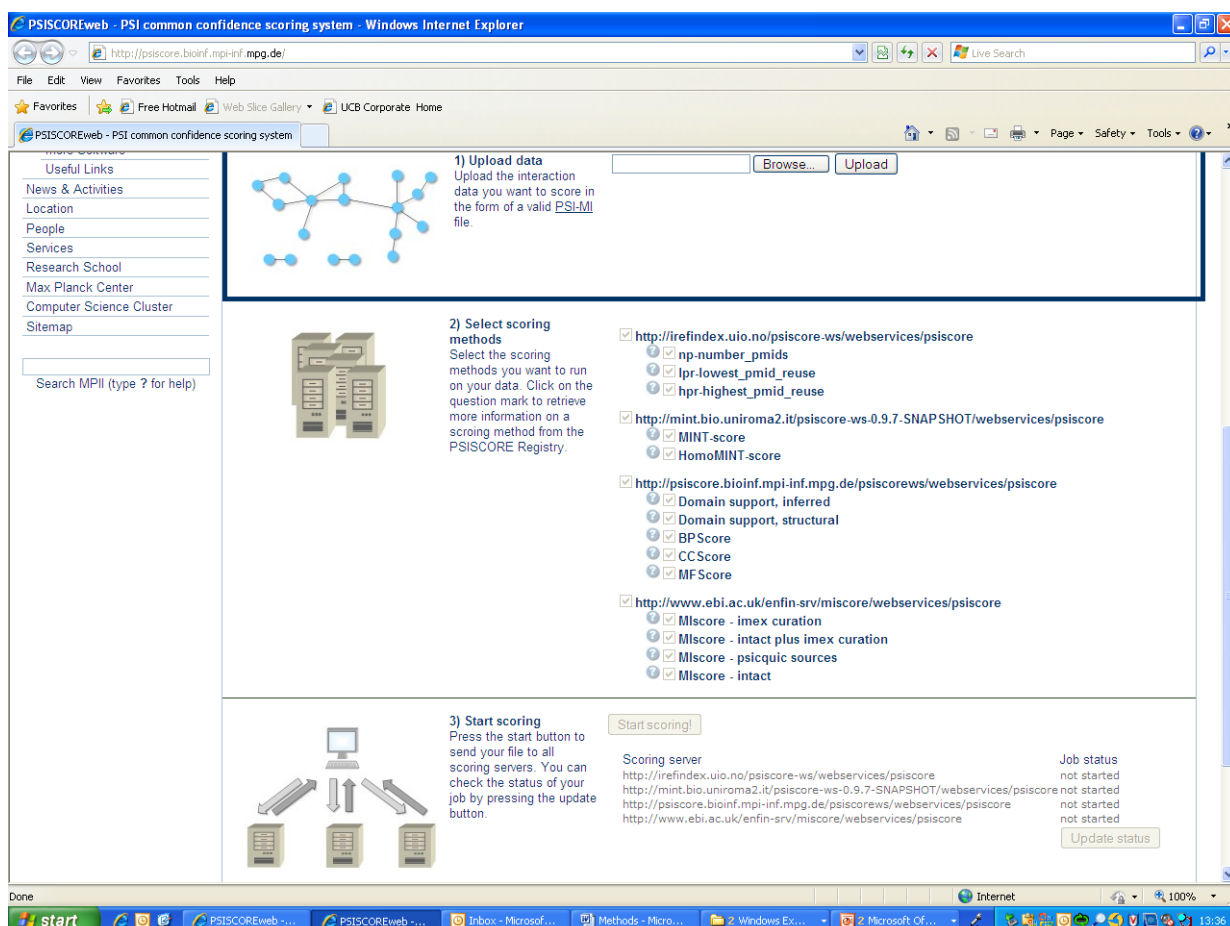 PSISCOREweb - PSI common confidence scoring system - Windows Internet Explorer
http://psiscore.bioinf.mpi-inf.mpg.de/
Live Search
File Edit View Favorites Tools Help
Favorites Free Hotmail Web Slice Gallery UCB Corporate Home
PSISCOREweb - PSI common confidence scoring system
Page Safety Tools
Useful Links
News & Activities
Location
People
Services
Research School
Max Planck Center
Computer Science Cluster
Sitemap
Search MPII (type ? for help)
1) Upload data
Upload the interaction
data you want to score in
the form of a valid PSI-MI
file.
Browse... Upload
2) Select scoring
methods
Select the scoring
methods you want to run
on your data. Click on the
question mark to retrieve
more information on a
scroing method from the
PSISCORE Registry.
http://irefindex.uio.no/psiscore-ws/webservices/psiscore
np-number_pmids
lpr-lowest_pmid_reuse
hpr-highest_pmid_reuse
http://mint.bio.uniroma2.it/psiscore-ws-0.9.7-SNAPSHOT/webservices/psiscore
MINT-score
HomoMINT-score
http://psiscore.bioinf.mpi-inf.mpg.de/psiscorews/webservices/psiscore
Domain support, inferred
Domain support, structural
BPScore
CCScore
MFScore
http://www.ebi.ac.uk/enfin-srv/miscore/webservices/psiscore
MIscore - imex curation
MIscore - intact plus imex curation
MIscore - psicquic sources
MIscore - intact
3) Start scoring
Press the start button to
send your file to all
scoring servers. You can
check the status of your
job by pressing the update
button.
Start scoring!
Scoring server Job status
http://irefindex.uio.no/psiscore-ws/webservices/psiscore not started
http://mint.bio.uniroma2.it/psiscore-ws-0.9.7-SNAPSHOT/webservices/psiscore not started
http://psiscore.bioinf.mpi-inf.mpg.de/psiscorews/webservices/psiscore not started
http://www.ebi.ac.uk/enfin-srv/miscore/webservices/psiscore not started
Update status
Done Internet 100%
start PSISCOREweb -... PSISCOREweb -... Inbox - Microsof... Methods - Micro... 2 Windows Ex... 2 Microsoft Of... 13:36